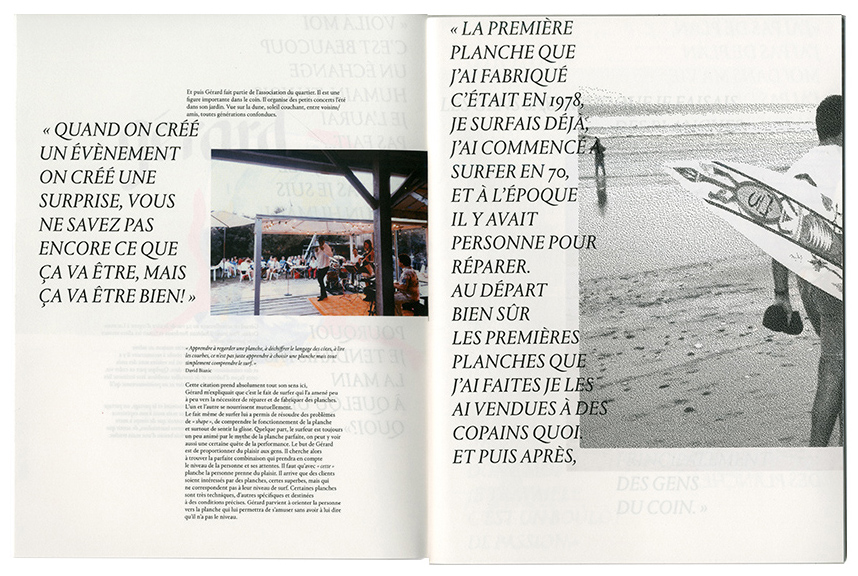 Et puis Gérard fait partie de l'association du quartier. Il est une
figure importante dans le coin. Il organise des petits concerts l'été
dans son jardin. Vue sur la dune, soleil couchant, entre voisins/
amis, toutes générations confondues.
« QUAND ON CRÉÉ
UN ÉVÈNEMENT
ON CRÉÉ UNE
SURPRISE, VOUS
NE SAVEZ PAS
ENCORE CE QUE
ÇA VA ÊTRE, MAIS
ÇA VA ÊTRE BIEN! »
« Apprendre à regarder une planche, à déchiffrer le langage des côtes, à lire
les courbes, ce n'est pas juste apprendre à choisir une planche mais tout
simplement comprendre le surf. »
David
Cette citation prend absolument tout son sens ici,
Gérard m'expliquait que c'est le fait de surfer qui l'a amené peu
à peu vers la nécessiter de réparer et de fabriquer des planches.
L'un et l'autre se nourrissent mutuellement.
Le fait même de surfer lui a permis de résoudre des problèmes
de « shape », de comprendre le fonctionnement de la planche
et surtout de sentir la glisse. Quelque part, le surfeur est toujours
un peu animé par le mythe de la planche parfaite, on peut y voir
aussi une certaine quête de la performance. Le but de Gérard
est de proportionner du plaisir aux gens. Il cherche alors
à trouver la parfaite combinaison qui prendra en compte
le niveau de la personne et ses attentes. Il faut qu'avec « cette »
planche la personne prenne du plaisir. Il arrive que des clients
soient intéressés par des planches, certes superbes, mais qui
ne correspondent pas à leur niveau de surf. Certaines planches
sont très techniques, d'autres spécifiques et destinées
à des conditions précises. Gérard parvient à orienter la personne
vers la planche qui lui permettra de s'amuser sans avoir à lui dire
qu'il n'a pas le niveau.
« LA PREMIÈRE
PLANCHE QUE
J'AI FABRIQUÉ
C'ÉTAIT EN 1978,
JE SURFAIS DÉJÀ,
J'AI COMMENCÉ À
SURFER EN 70,
ET À L'ÉPOQUE
IL Y AVAIT
PERSONNE POUR
RÉPARER.
AU DÉPART
BIEN SÛR
LES PREMIÈRES
PLANCHES QUE
J'AI FAITES JE LES
AI VENDUES À DES
COPAINS QUOI.
ET PUIS APRÈS,
DES GENS
DU COIN. »